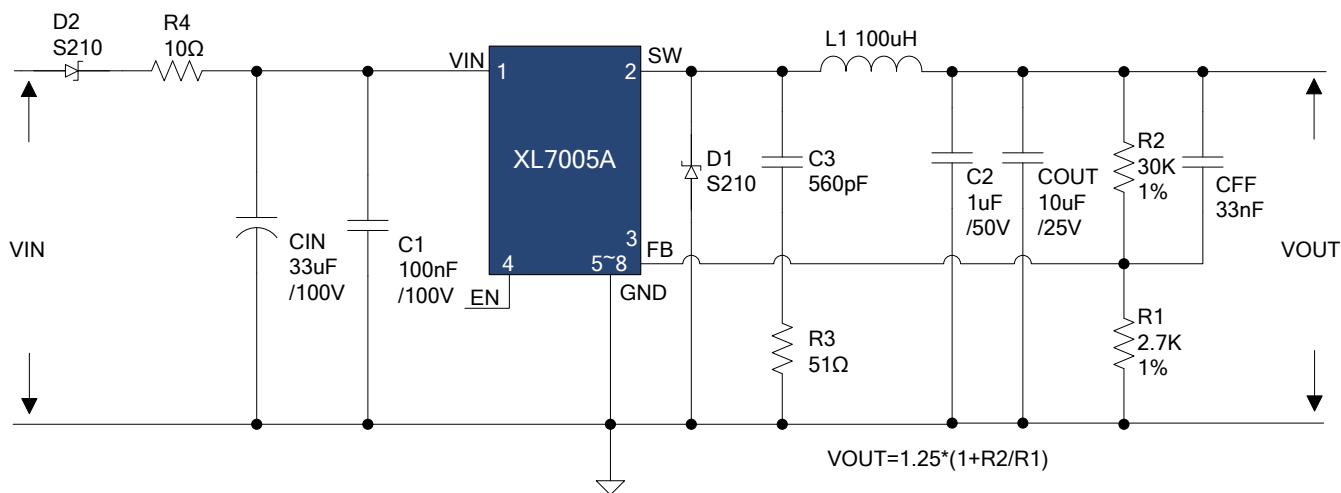 D2
S210
R4
10Ω
VIN
1
2
SW
L1 100uH
XL7005A
D1
S210
C3
560pF
C2
1uF
/50V
COUT
10uF
/25V
R2
30K
1%
CFF
33nF
VIN
CIN
33uF
/100V
C1
100nF
/100V
3
FB
4
5~8
EN
GND
VOUT
R3
51Ω
R1
2.7K
1%
VOUT=1.25*(1+R2/R1)